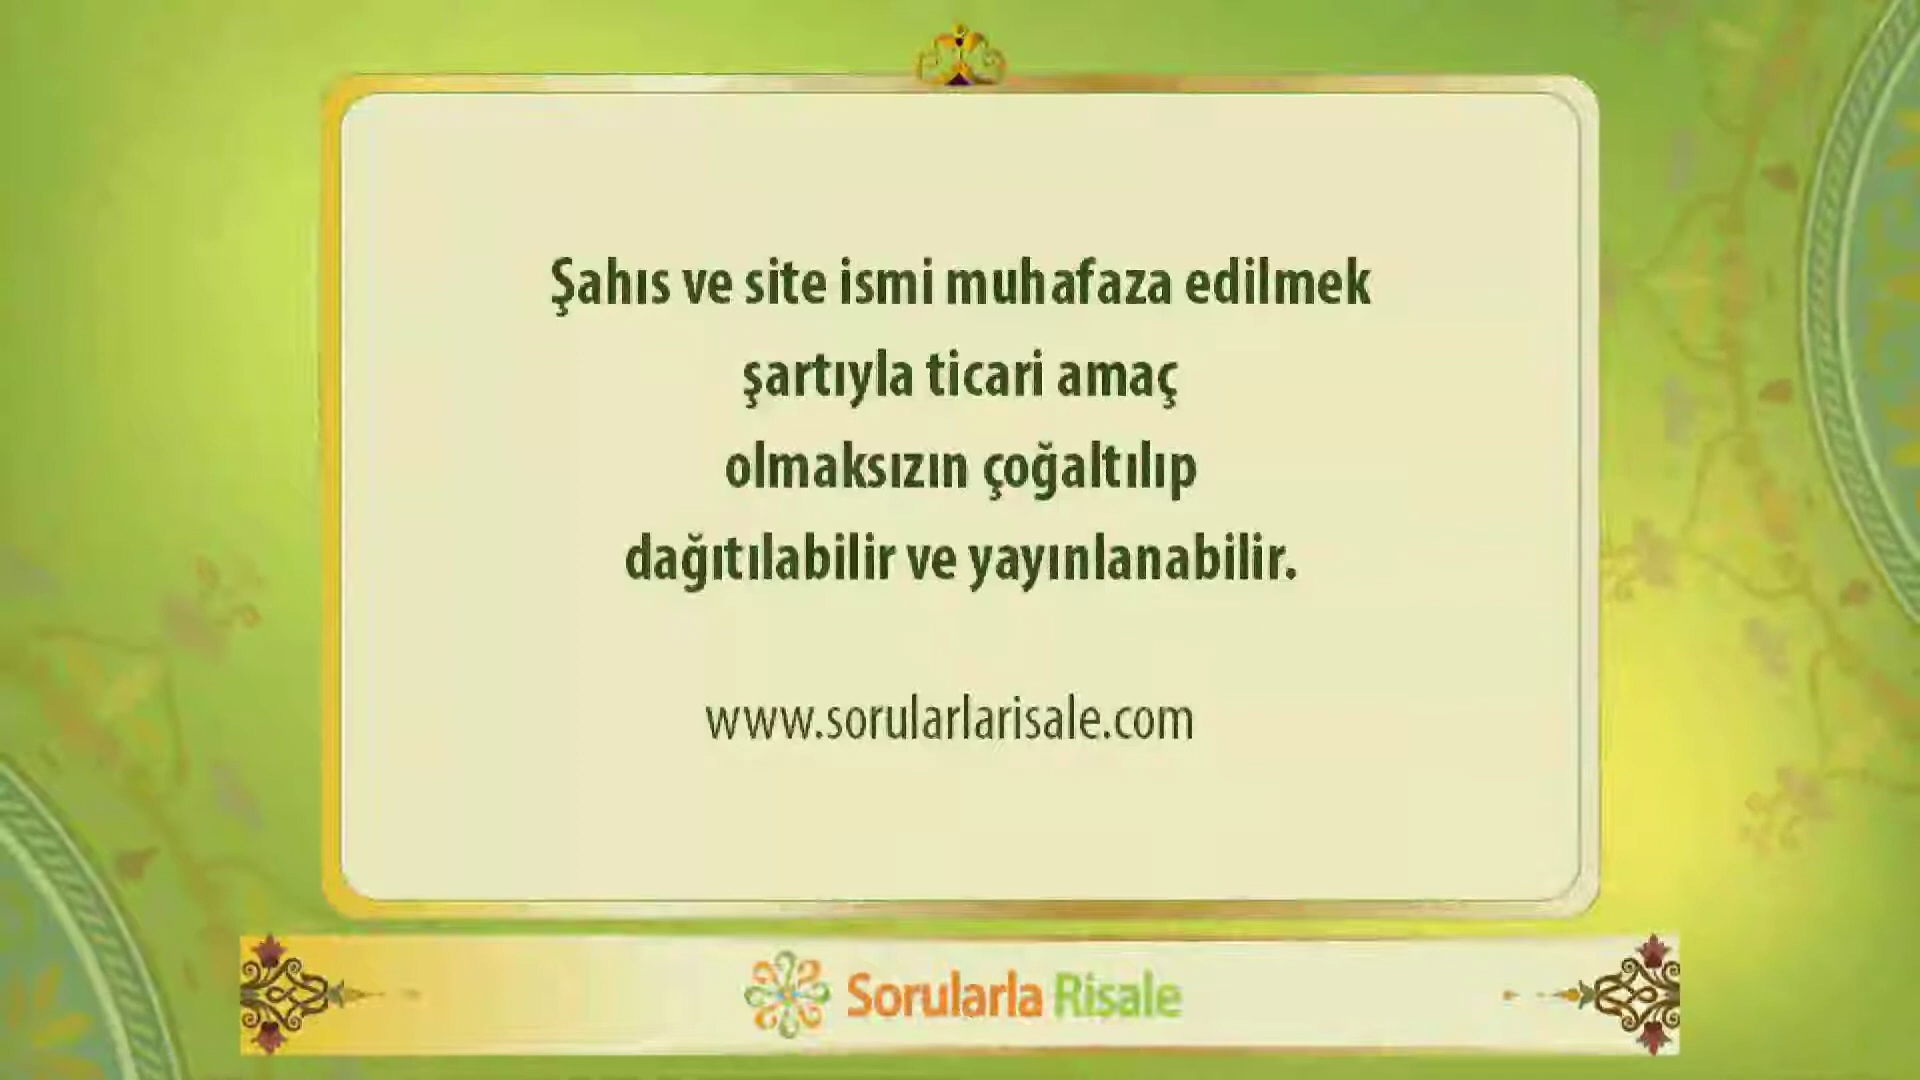 Şahıs ve site ismi muhafaza edilmek
şartıyla ticari amaç
olmaksızın çoğaltılıp
dağıtılabilir ve yayınlanabilir.
www.sorularlarisale.com
Sorularla Risale